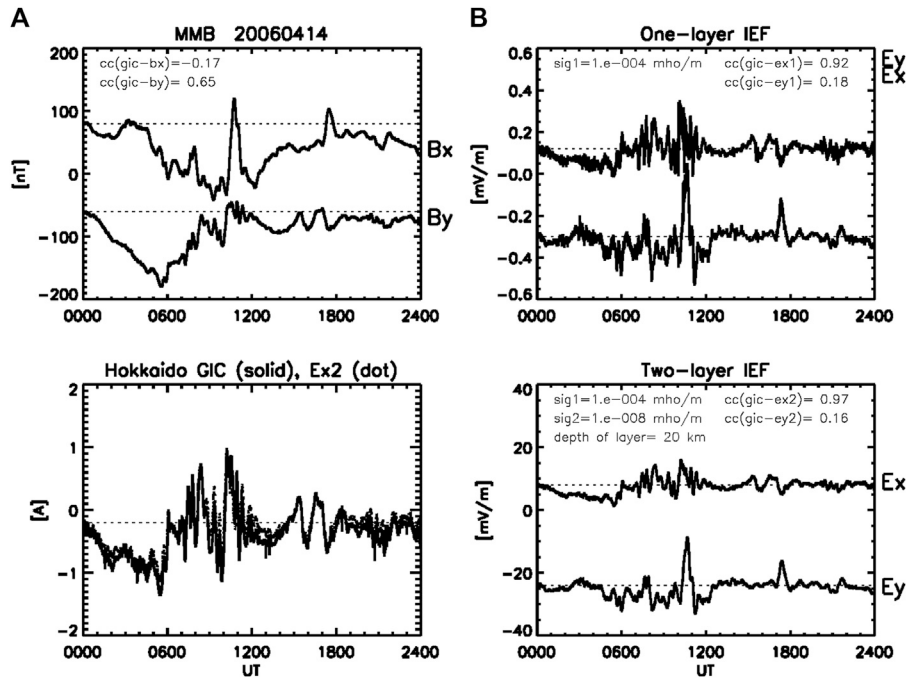 A
MMB 20060414
200
100
0
-100
-200
[nT]
cc(gic-bx)=-0.17
cc(gic-by)= 0.65
Bx
By
0000 0600 1200 1800 2400
Hokkaido GIC (solid), Ex2 (dot)
2
1
0
-1
-2
[A]
0000 0600 1200 1800 2400
UT
B
One-layer IEF
0.6
0.4
0.2
-0.0
-0.2
-0.4
-0.6
[mV/m]
sig1=1.e-004 mho/m cc(gic-ex1)= 0.92
cc(gic-ey1)= 0.18
Ey
Ex
0000 0600 1200 1800 2400
Two-layer IEF
40
20
0
-20
-40
[mV/m]
sig1=1.e-004 mho/m cc(gic-ex2)= 0.97
sig2=1.e-008 mho/m cc(gic-ey2)= 0.16
depth of layer= 20 km
Ex
Ey
0000 0600 1200 1800 2400
UT